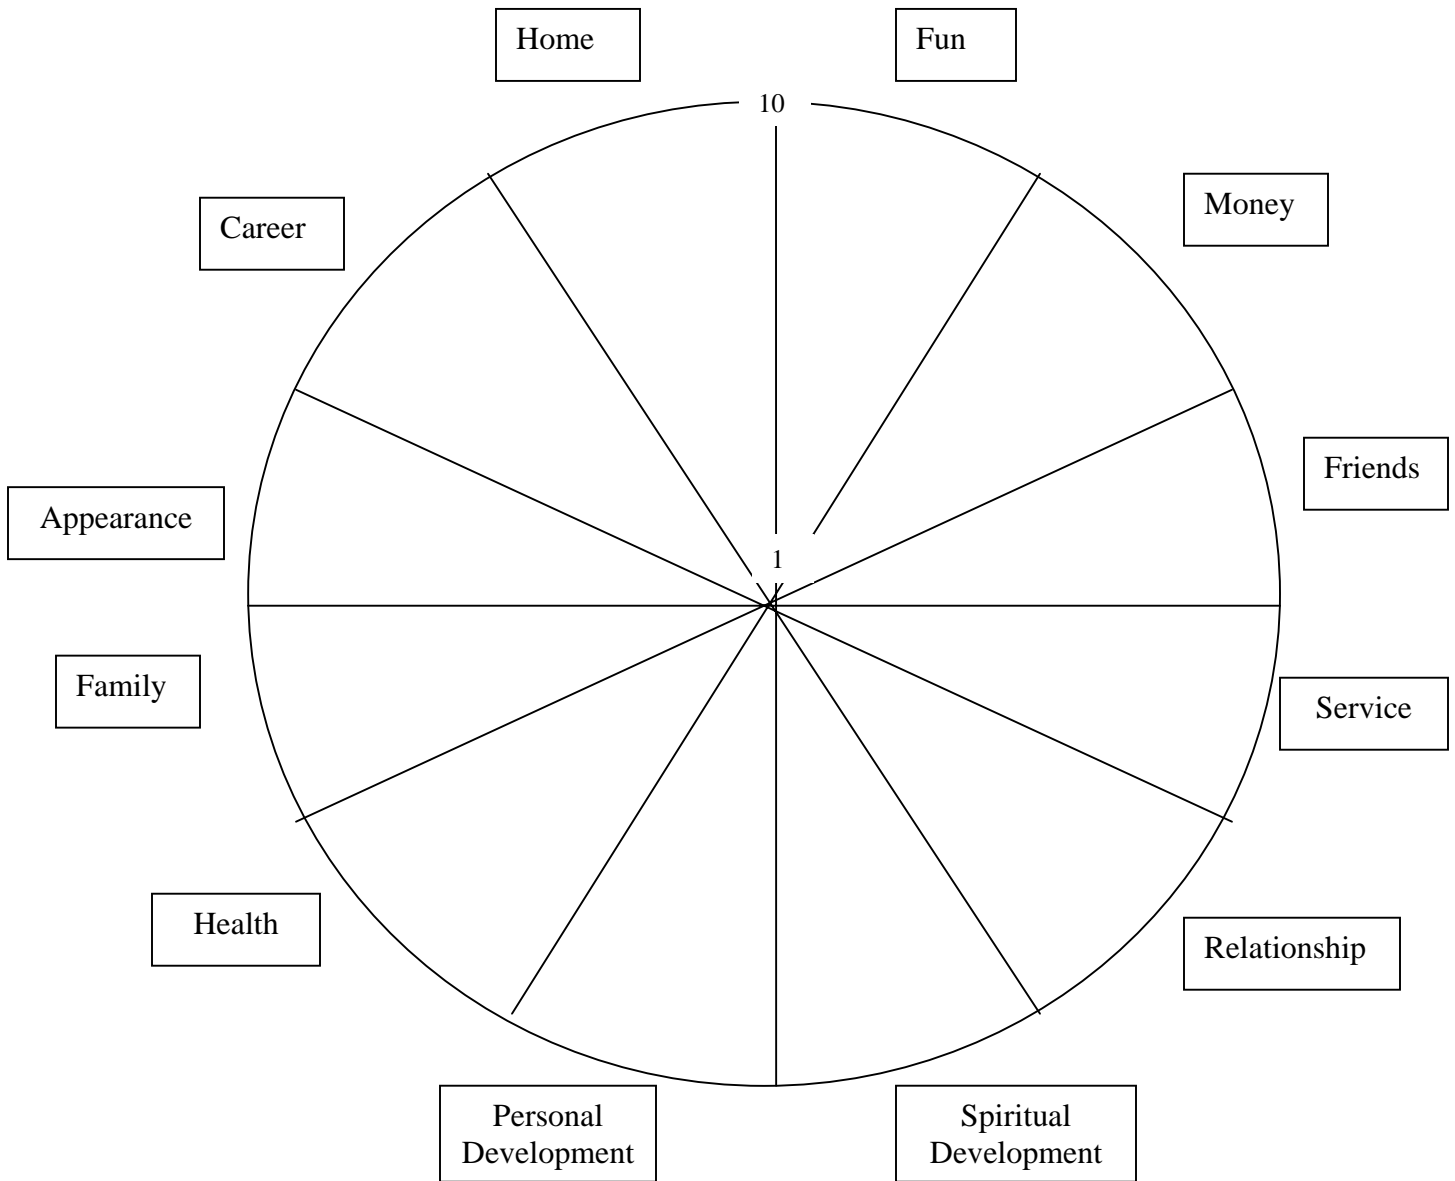 Home
Fun
10
Money
Career
Friends
Appearance
1
Family
Service
Health
Relationship
Personal
Development
Spiritual
Development